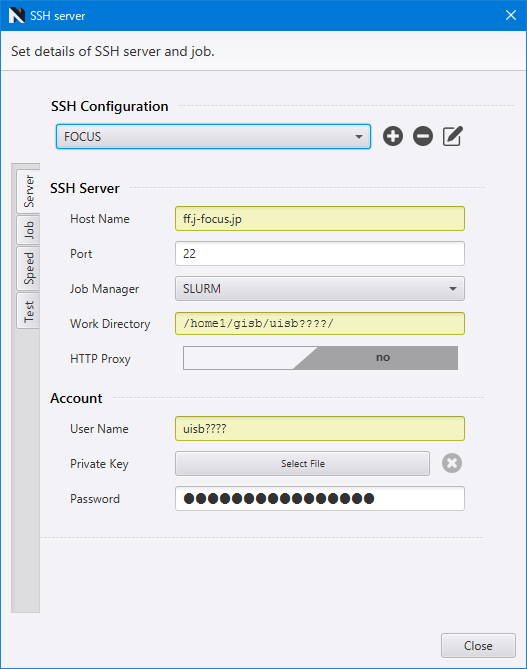 SSH server
Set details of SSH server and job.
SSH Configuration
FOCUS
Server
Job
Speed
Test
SSH Server
Host Name ff.j-focus.jp
Port 22
Job Manager SLURM
Work Directory /home1/gisb/uisb????/
HTTP Proxy no
Account
User Name uisb????
Private Key Select File
Password ●●●●●●●●●●●●●●●●
Close